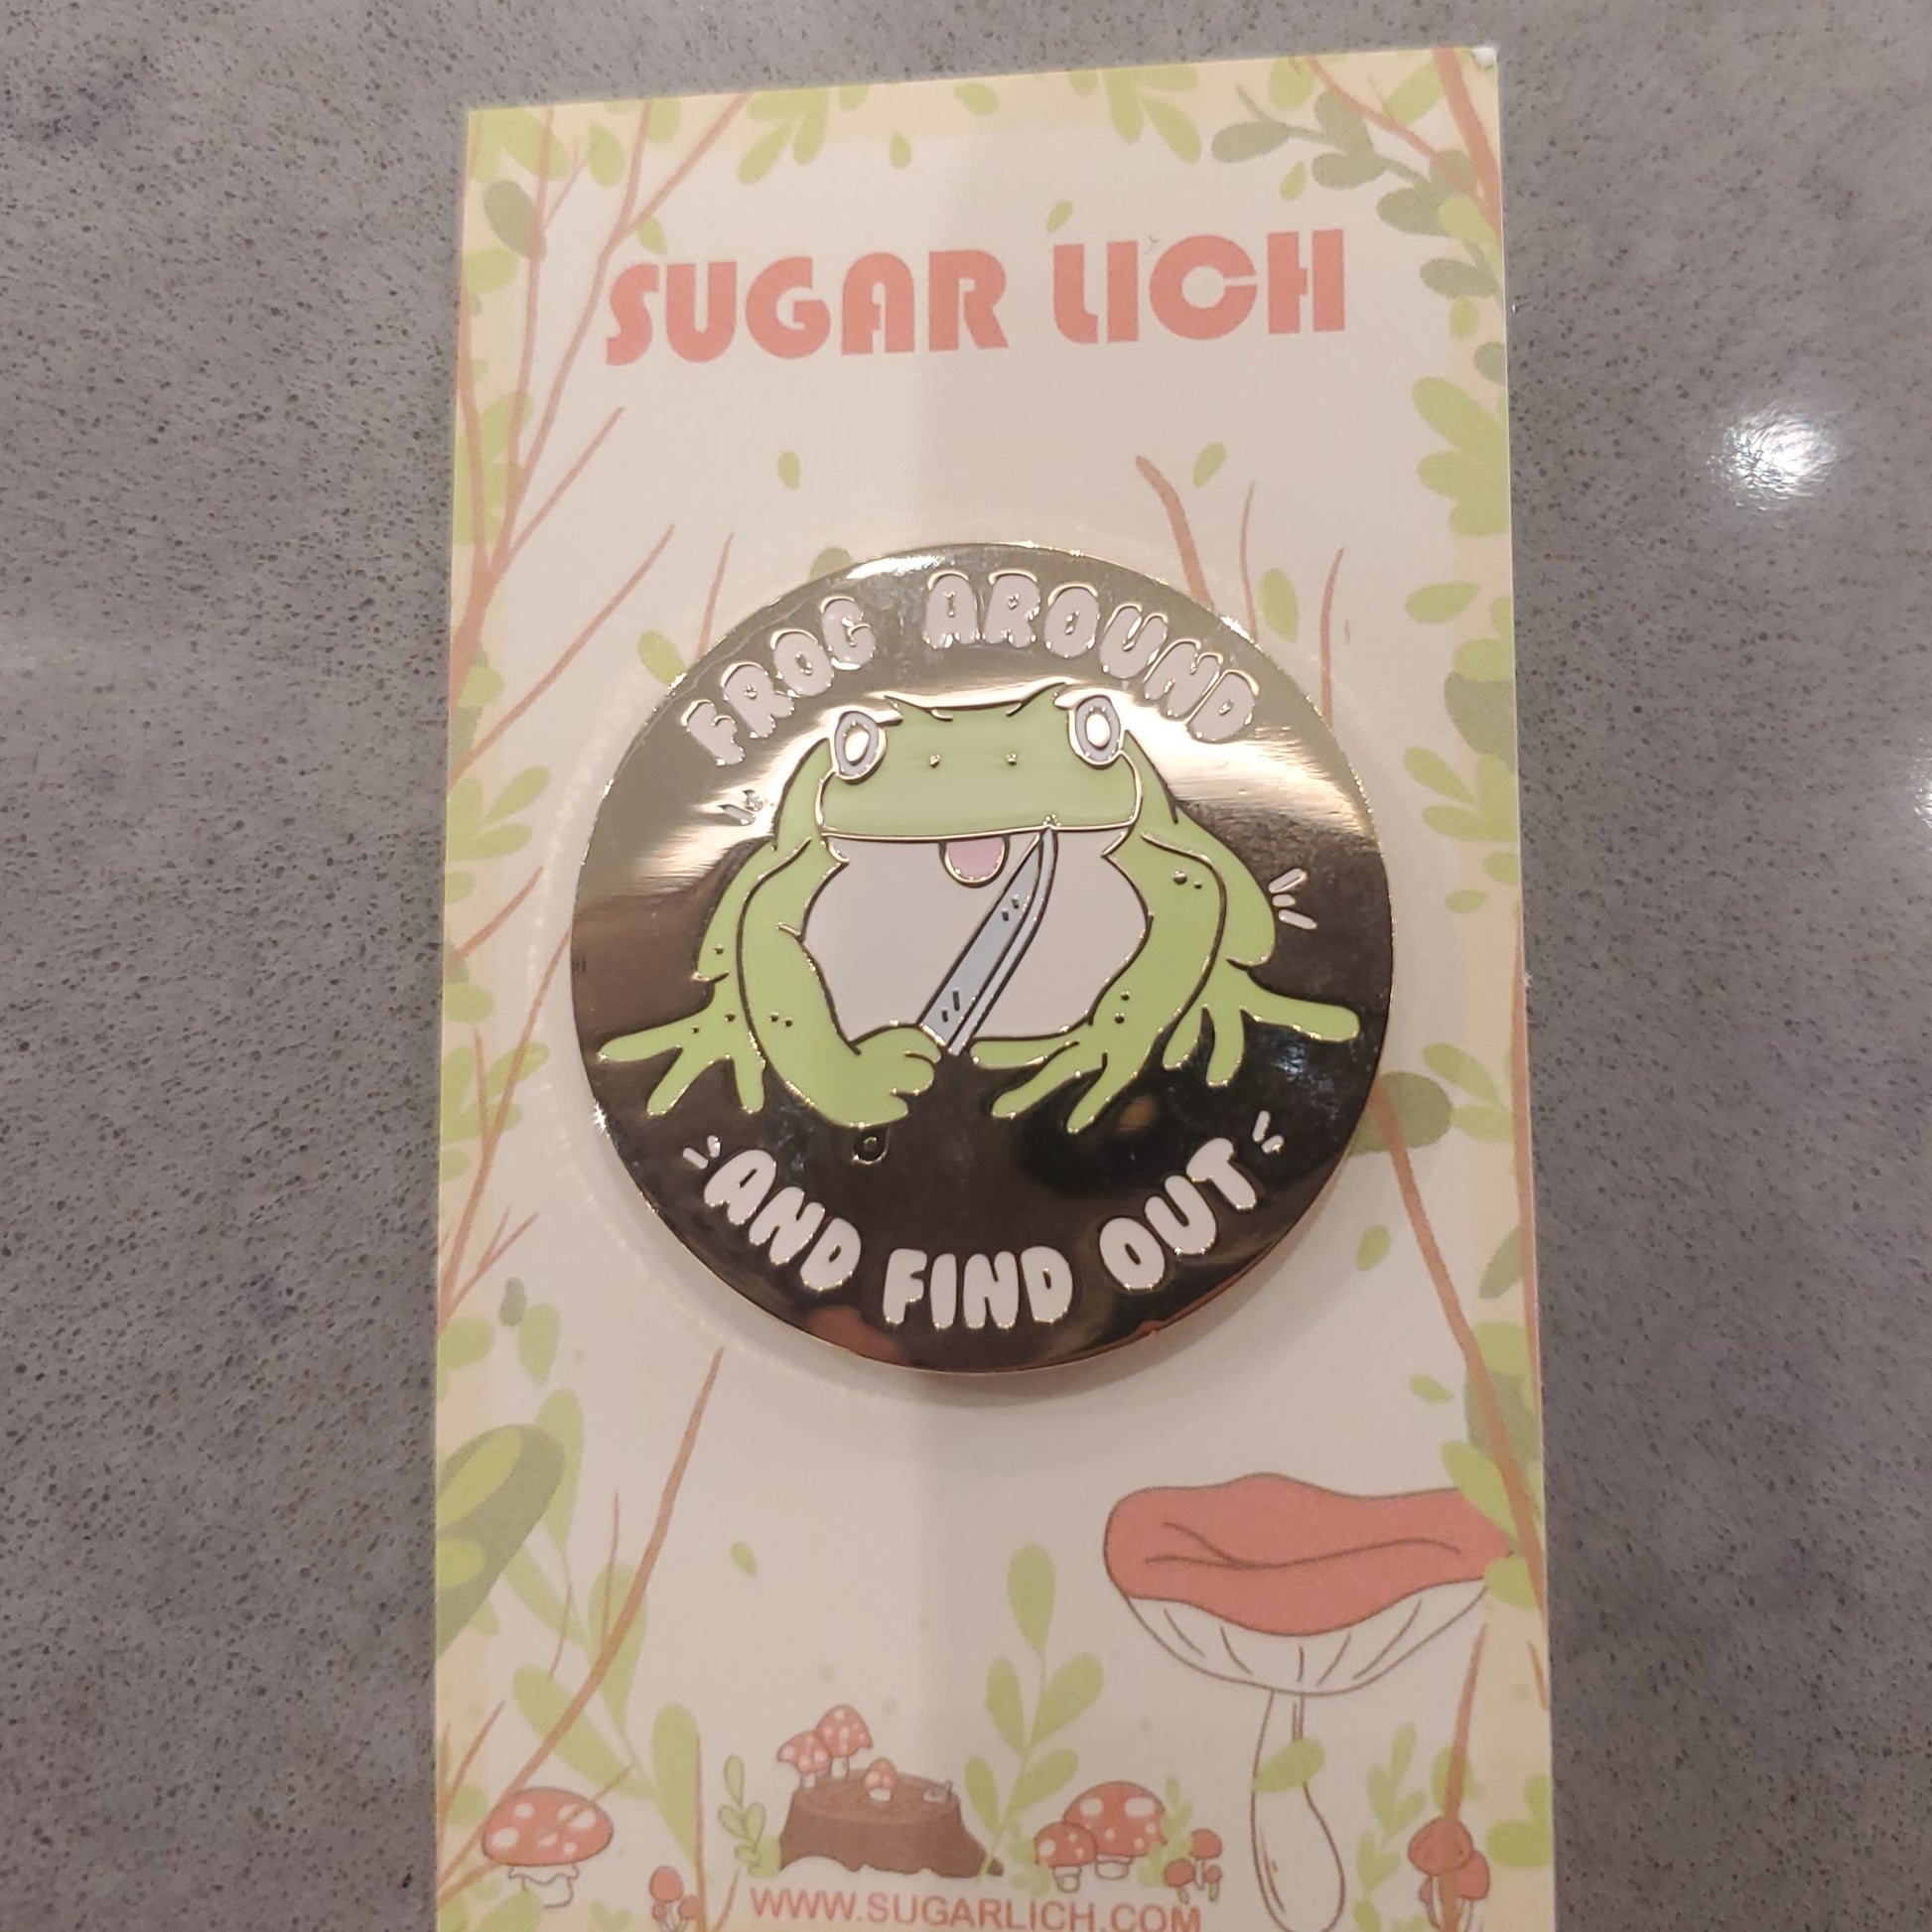 SUGAR LICH
FROG AROUND
AND FIND OUT
WWW.SUGARLICH.COM